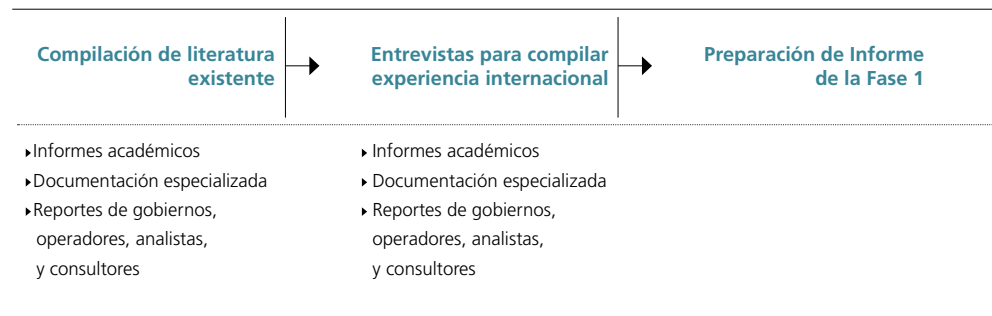 Compilación de literatura
existente
Entrevistas para compilar
experiencia internacional
Preparación de Informe
de la Fase 1
Informes académicos
Documentación especializada
Reportes de gobiernos,
operadores, analistas,
y consultores
Informes académicos
Documentación especializada
Reportes de gobiernos,
operadores, analistas,
y consultores